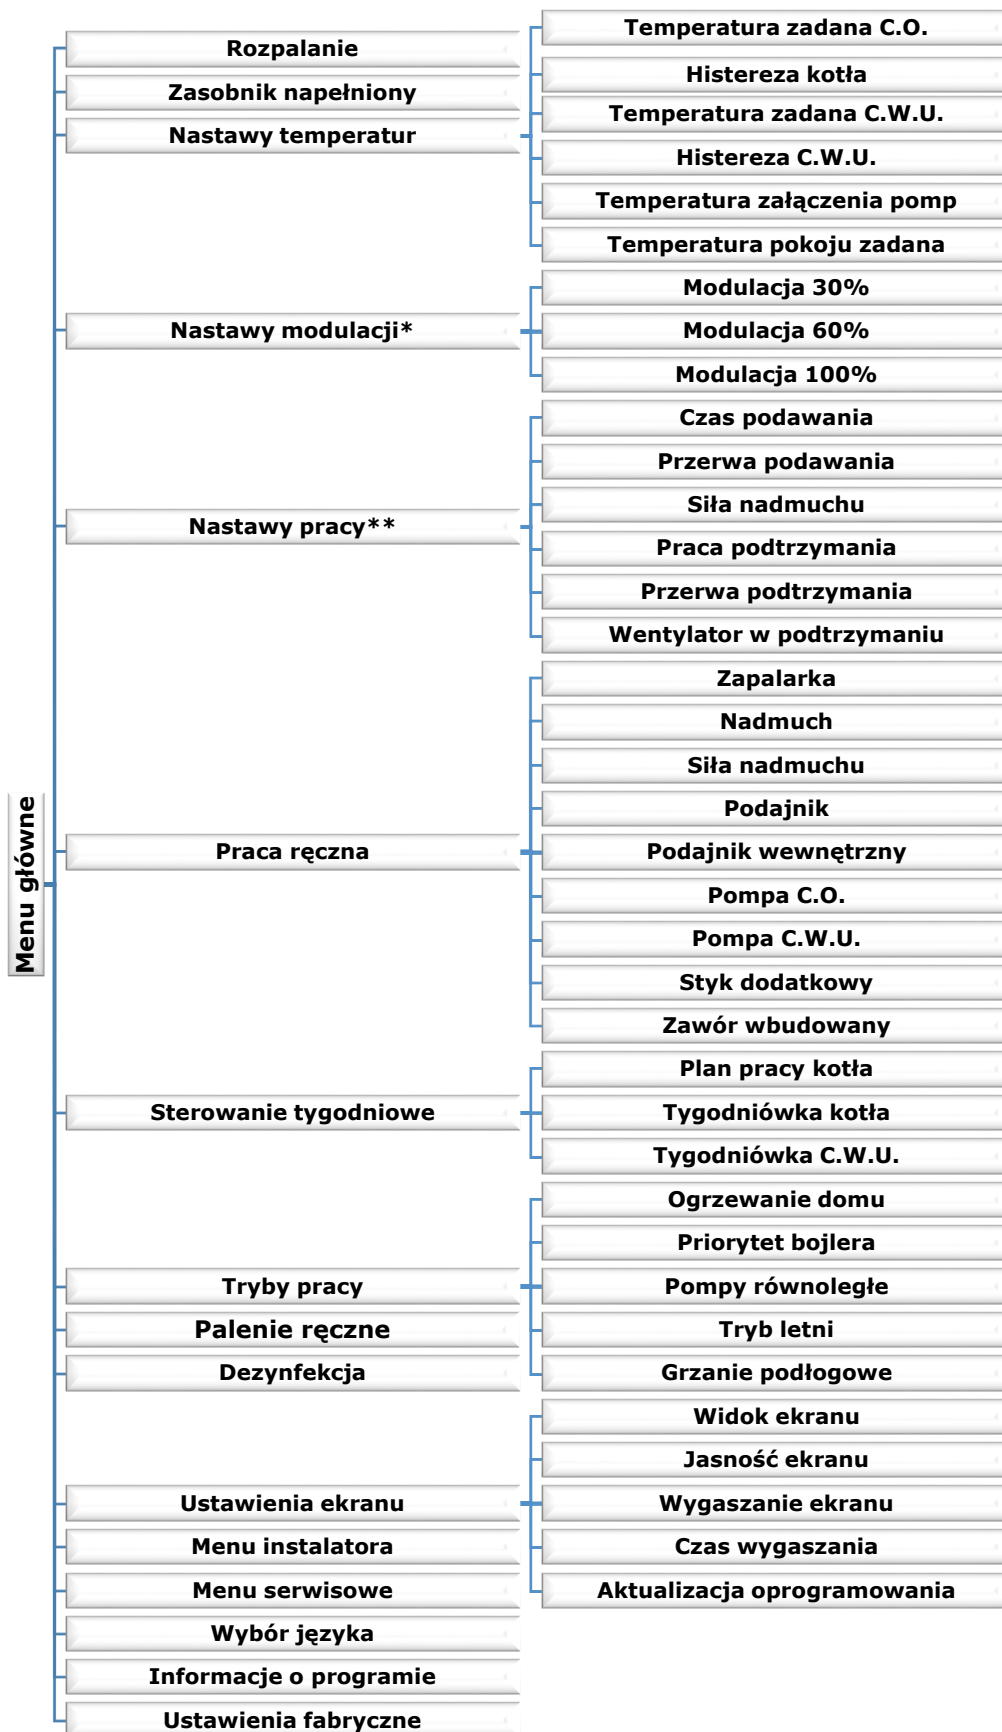 Menu główne
Rozpalanie
Zasobnik napełniony
Nastawy temperatur
Temperatura zadana C.O.
Histereza kotła
Temperatura zadana C.W.U.
Histereza C.W.U.
Temperatura załączenia pomp
Temperatura pokoju zadana
Nastawy modulacji*
Modulacja 30%
Modulacja 60%
Modulacja 100%
Nastawy pracy**
Czas podawania
Przerwa podawania
Siła nadmuchu
Praca podtrzymania
Przerwa podtrzymania
Wentylator w podtrzymaniu
Praca ręczna
Zapalarka
Nadmuch
Siła nadmuchu
Podajnik
Podajnik wewnętrzny
Pompa C.O.
Pompa C.W.U.
Styk dodatkowy
Zawór wbudowany
Sterowanie tygodniowe
Plan pracy kotła
Tygodniówka kotła
Tygodniówka C.W.U.
Tryby pracy
Ogrzewanie domu
Priorytet bojlera
Pompy równoległe
Tryb letni
Grzanie podłogowe
Palenie ręczne
Dezynfekcja
Ustawienia ekranu
Widok ekranu
Jasność ekranu
Wygaszanie ekranu
Czas wygaszania
Aktualizacja oprogramowania
Menu instalatora
Menu serwisowe
Wybór języka
Informacje o programie
Ustawienia fabryczne